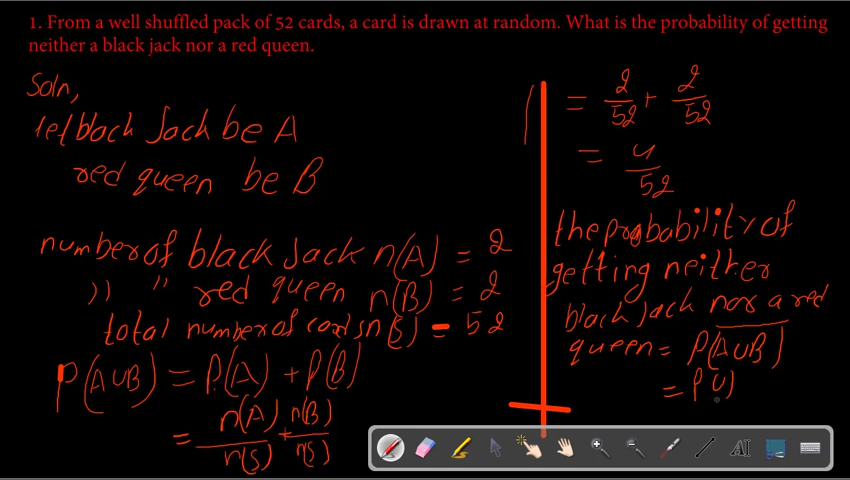 1. From a well shuffled pack of 52 cards, a card is drawn at random. What is the probability of getting
neither a black jack nor a red queen.
Soln,
let black Jack be A
red queen be B
number of black Jack n(A) = 2
)) " red queen n(B) = 2
total number of cards n(S) = 52
P(A∪B) = P(A) + P(B)
= n(A)/n(S) + n(B)/n(S)
= 2/52 + 2/52
= 4/52
the probability of
getting neither
black Jack nor a red
queen = P(A∪B)̅
= P(U)
AI